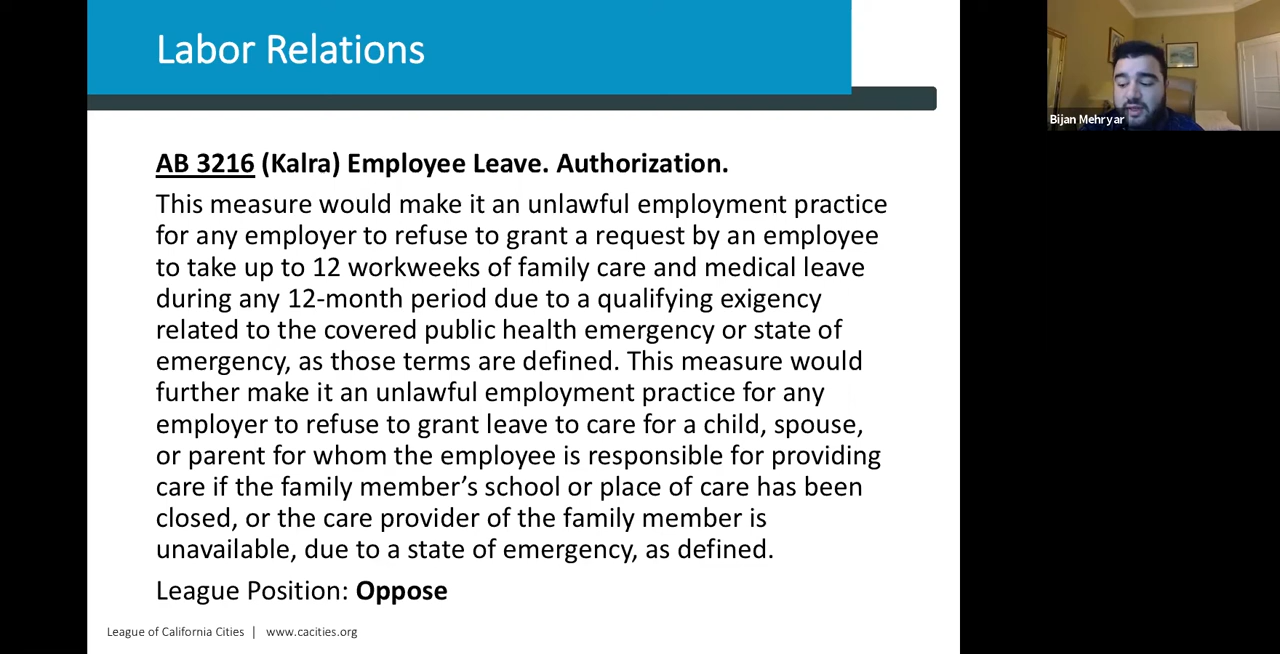 Labor Relations
AB 3216 (Kalra) Employee Leave. Authorization.
This measure would make it an unlawful employment practice
for any employer to refuse to grant a request by an employee
to take up to 12 workweeks of family care and medical leave
during any 12-month period due to a qualifying exigency
related to the covered public health emergency or state of
emergency, as those terms are defined. This measure would
further make it an unlawful employment practice for any
employer to refuse to grant leave to care for a child, spouse,
or parent for whom the employee is responsible for providing
care if the family member’s school or place of care has been
closed, or the care provider of the family member is
unavailable, due to a state of emergency, as defined.
League Position: Oppose
League of California Cities | www.cacities.org
Bijan Mehryar